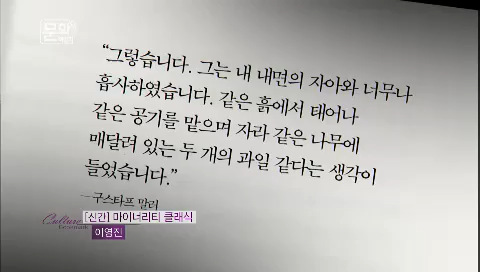 문화
"그렇습니다. 그는 내 내면의 자아와 너무나
흡사하였습니다. 같은 흙에서 태어나
같은 공기를 맡으며 자라 같은 나무에
매달려 있는 두 개의 과일 같다는 생각이
들었습니다."
—구스타프 말러
Culture
[신간] 마이너리티 클래식
이영진